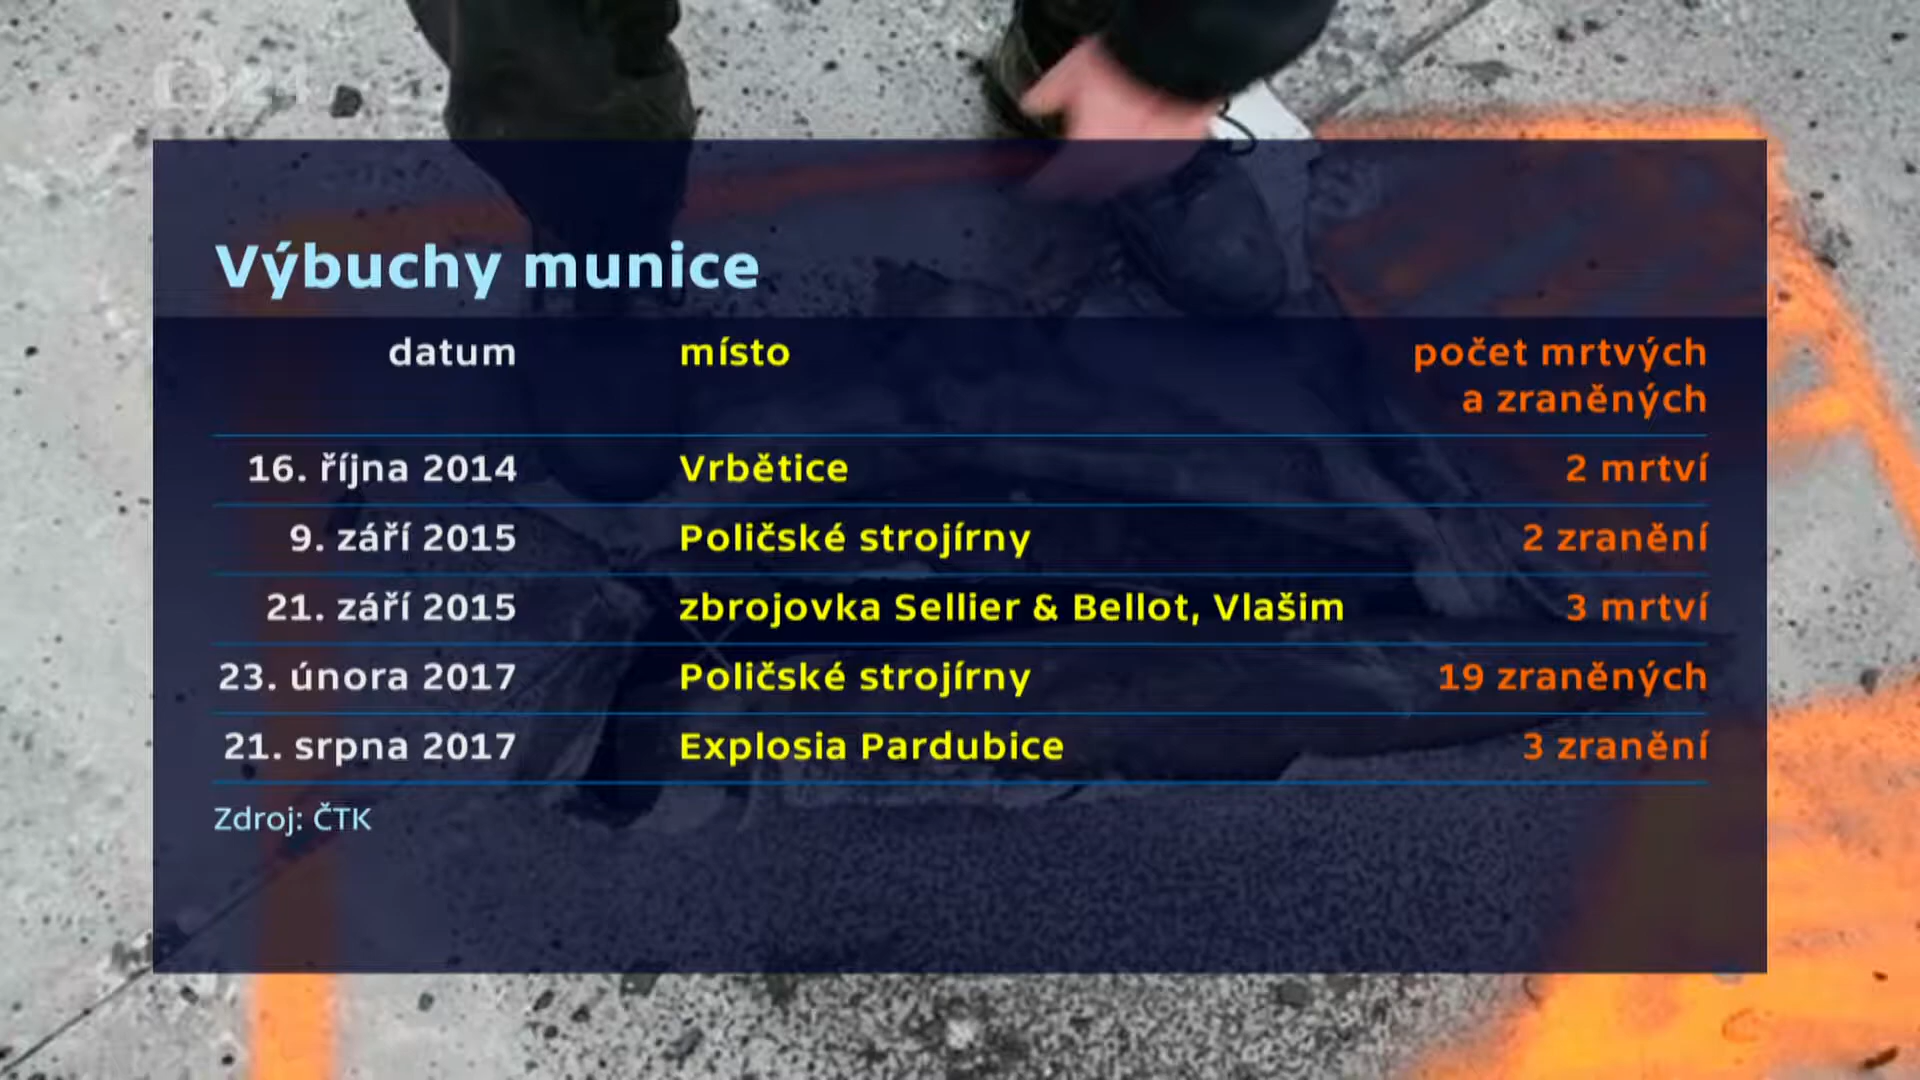 24
Výbuchy munice
datum místo počet mrtvých
a zraněných
16. října 2014 Vrbětice 2 mrtví
9. září 2015 Poličské strojírny 2 zranění
21. září 2015 zbrojovka Sellier & Bellot, Vlašim 3 mrtví
23. února 2017 Poličské strojírny 19 zraněných
21. srpna 2017 Explosia Pardubice 3 zranění
Zdroj: ČTK